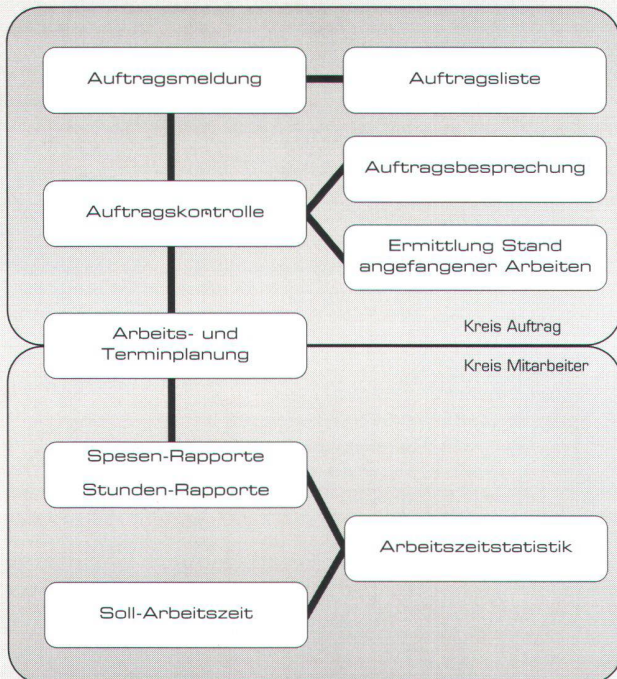 Auftragsmeldung
Auftragsliste
Auftragsbesprechung
Auftragskontrolle
Ermittlung Stand
angefangener Arbeiten
Arbeits- und
Terminplanung
Kreis Auftrag
Kreis Mitarbeiter
Spesen-Rapporte
Stunden-Rapporte
Arbeitszeitstatistik
Soll-Arbeitszeit